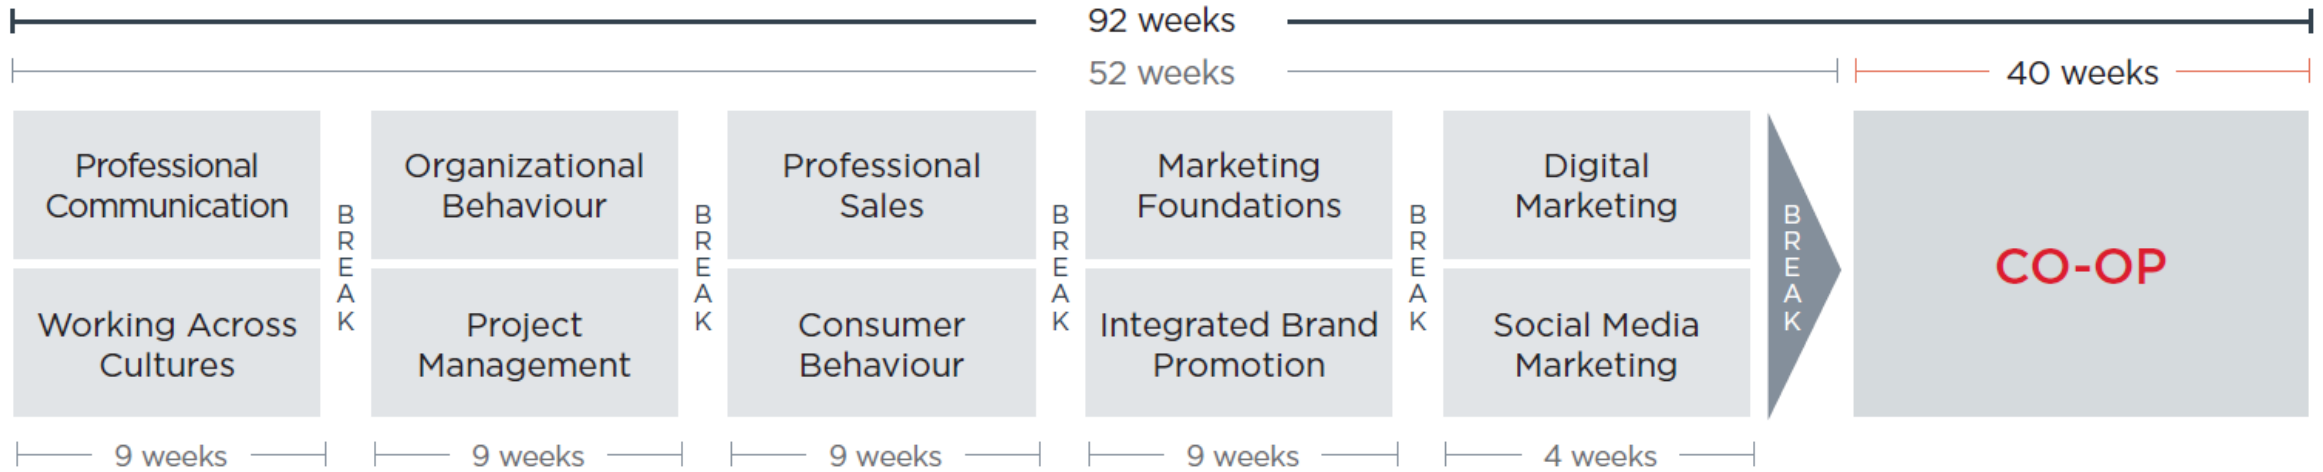 92 weeks
52 weeks
40 weeks
Professional
Communication
Working Across
Cultures
BREAK
Organizational
Behaviour
Project
Management
BREAK
Professional
Sales
Consumer
Behaviour
BREAK
Marketing
Foundations
Integrated Brand
Promotion
BREAK
Digital
Marketing
Social Media
Marketing
BREAK
CO-OP
9 weeks
9 weeks
9 weeks
9 weeks
4 weeks